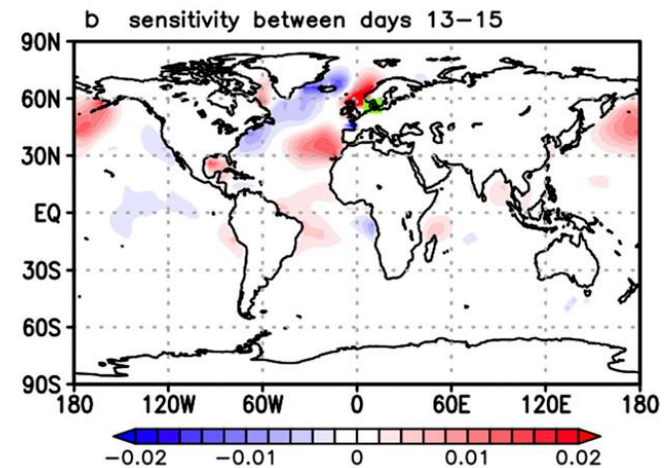 b sensitivity between days 13−15
90N
60N
30N
EQ
30S
60S
90S
180 120W 60W 0 60E 120E 180
−0.02 −0.01 0 0.01 0.02